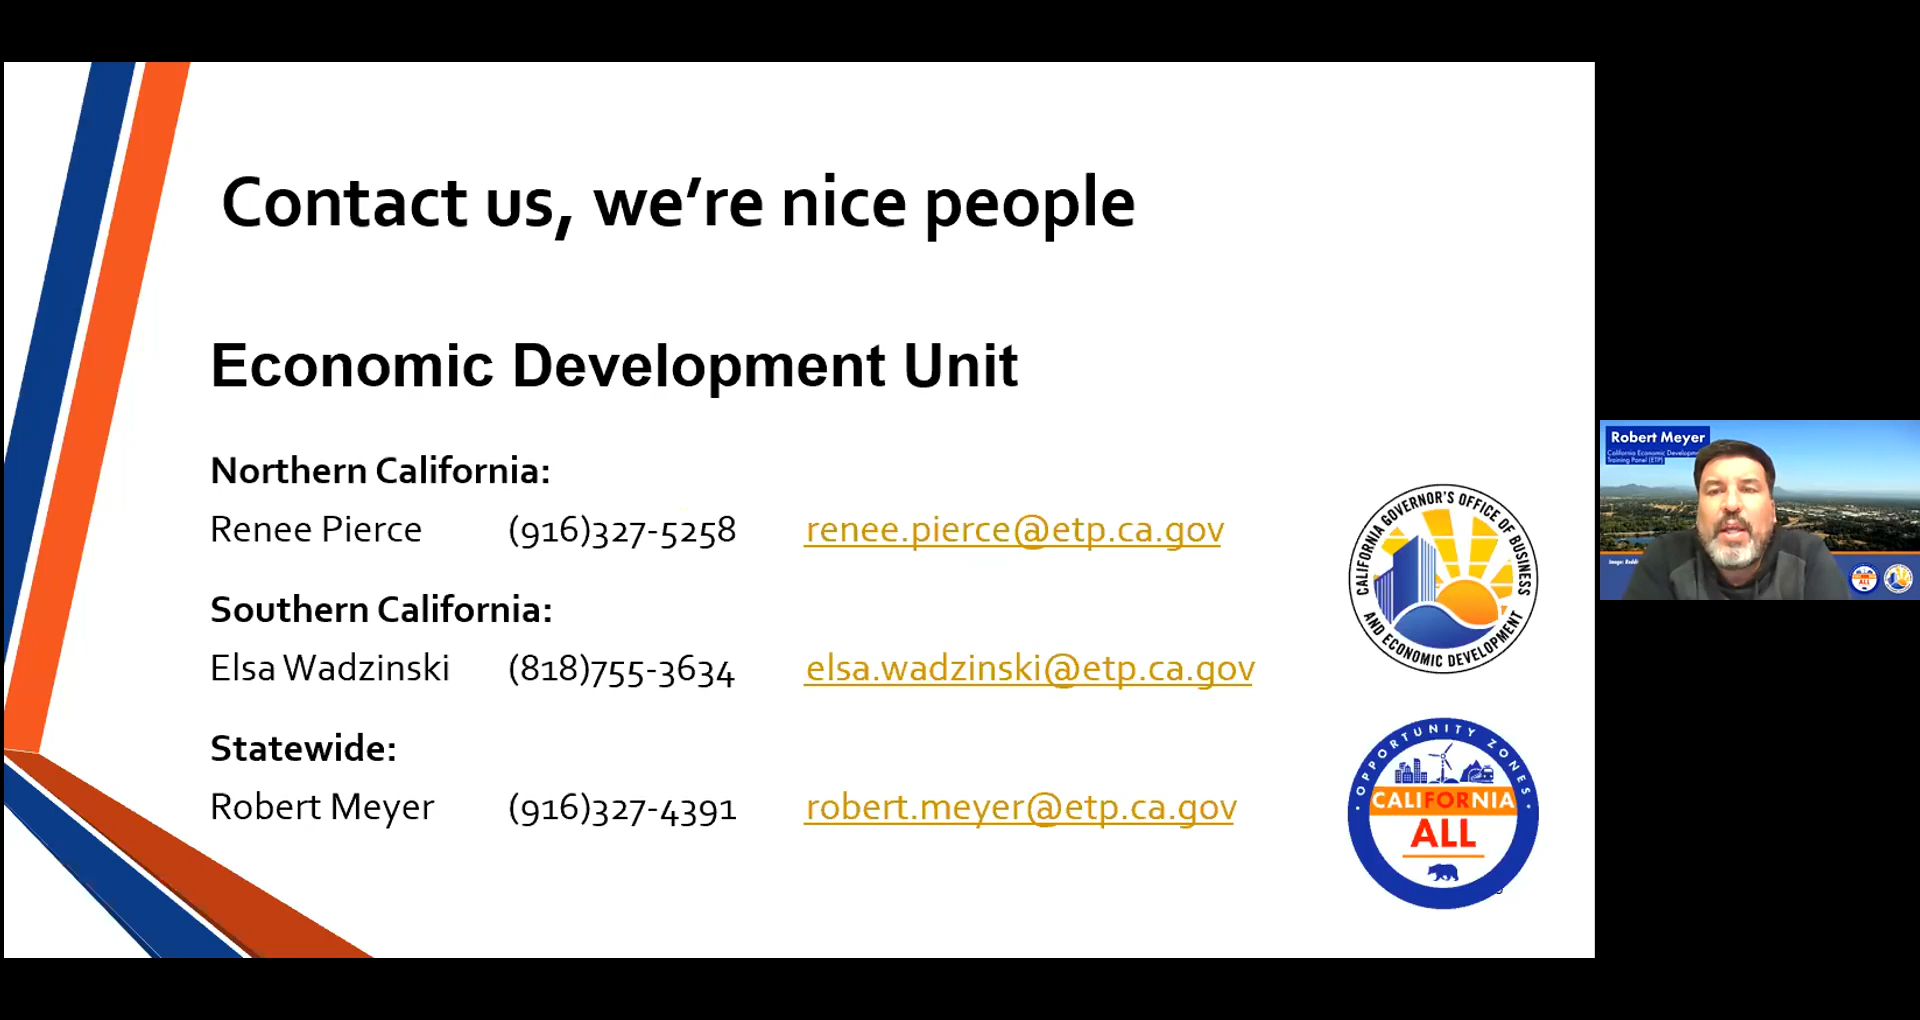 Contact us, we're nice people
Economic Development Unit
Northern California:
Renee Pierce (916)327-5258 renee.pierce@etp.ca.gov
Southern California:
Elsa Wadzinski (818)755-3634 elsa.wadzinski@etp.ca.gov
Statewide:
Robert Meyer (916)327-4391 robert.meyer@etp.ca.gov
CALIFORNIA GOVERNOR'S OFFICE OF BUSINESS
AND ECONOMIC DEVELOPMENT
• OPPORTUNITY ZONES •
CALIFORNIA
ALL
Robert Meyer
California Economic
Training Panel (ETP)
ALL